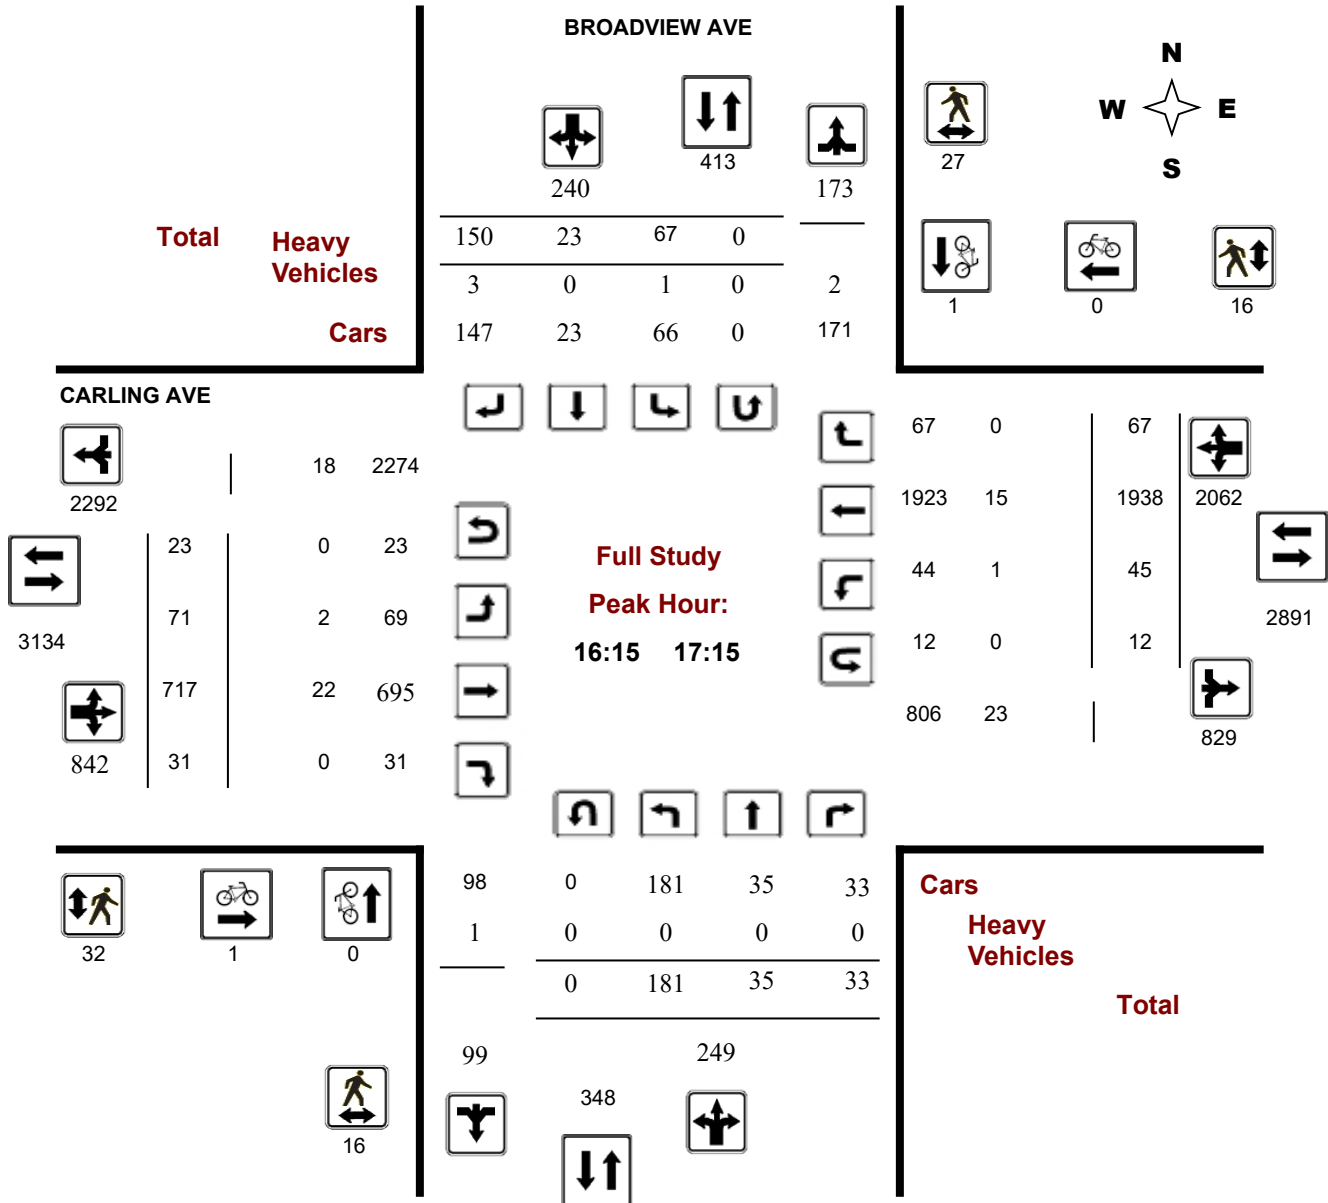 BROADVIEW AVE
N
W E
S
27
413
240
173
Total
Heavy
Vehicles
Cars
150 23 67 0
3 0 1 0 2
147 23 66 0 171
1 0 16
CARLING AVE
2292
18 2274
67 0 67
1923 15 1938 2062
23 0 23
44 1 45
71 2 69
3134
2891
12 0 12
717 22 695
806 23
829
842
31 0 31
Full Study
Peak Hour:
16:15 17:15
98 0 181 35 33
1 0 0 0 0
0 181 35 33
Cars
Heavy
Vehicles
Total
32 1 0
99 249
348
16